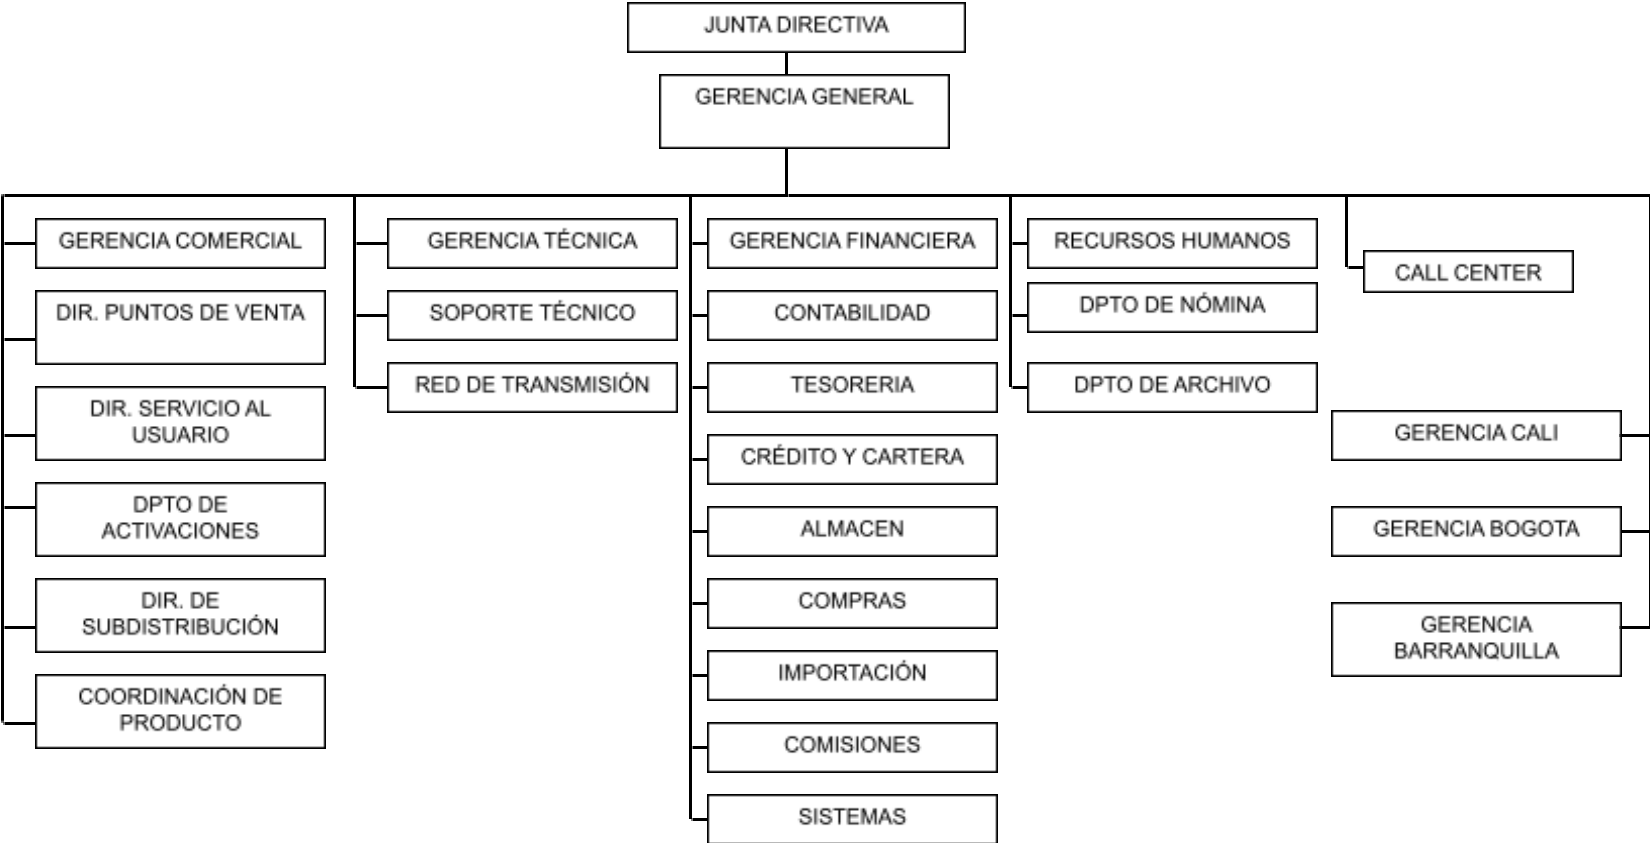 JUNTA DIRECTIVA
GERENCIA GENERAL
GERENCIA COMERCIAL
DIR. PUNTOS DE VENTA
DIR. SERVICIO AL
USUARIO
DPTO DE
ACTIVACIONES
DIR. DE
SUBDISTRIBUCIÓN
COORDINACIÓN DE
PRODUCTO
GERENCIA TÉCNICA
SOPORTE TÉCNICO
RED DE TRANSMISIÓN
GERENCIA FINANCIERA
CONTABILIDAD
TESORERIA
CRÉDITO Y CARTERA
ALMACEN
COMPRAS
IMPORTACIÓN
COMISIONES
SISTEMAS
RECURSOS HUMANOS
DPTO DE NÓMINA
DPTO DE ARCHIVO
CALL CENTER
GERENCIA CALI
GERENCIA BOGOTA
GERENCIA
BARRANQUILLA